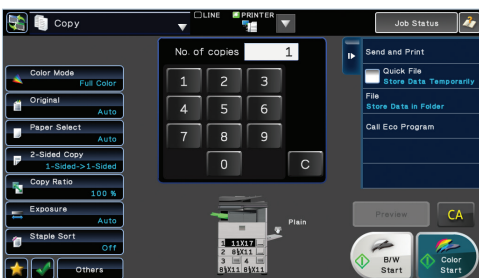 Copy
LINE
PRINTER
Job Status
No. of copies 1
Color Mode
Full Color
Original
Auto
Paper Select
Auto
2-Sided Copy
1-Sided->1-Sided
Copy Ratio
100 %
Exposure
Auto
Staple Sort
Off
Others
1 2 3
4 5 6
7 8 9
0 C
Plain
1 11X17
2 8½X11
3 4
8½X11 8½X11
Send and Print
Quick File
Store Data Temporarily
File
Store Data in Folder
Call Eco Program
Preview
CA
B/W
Start
Color
Start